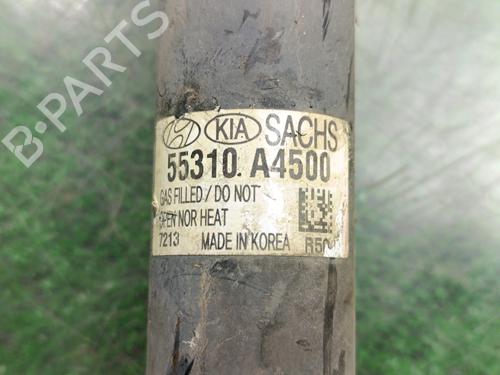 KIA SACHS
55310. A4500
GAS FILLED / DO NOT
OPEN NOR HEAT
7213 MADE IN KOREA
B-PARTS